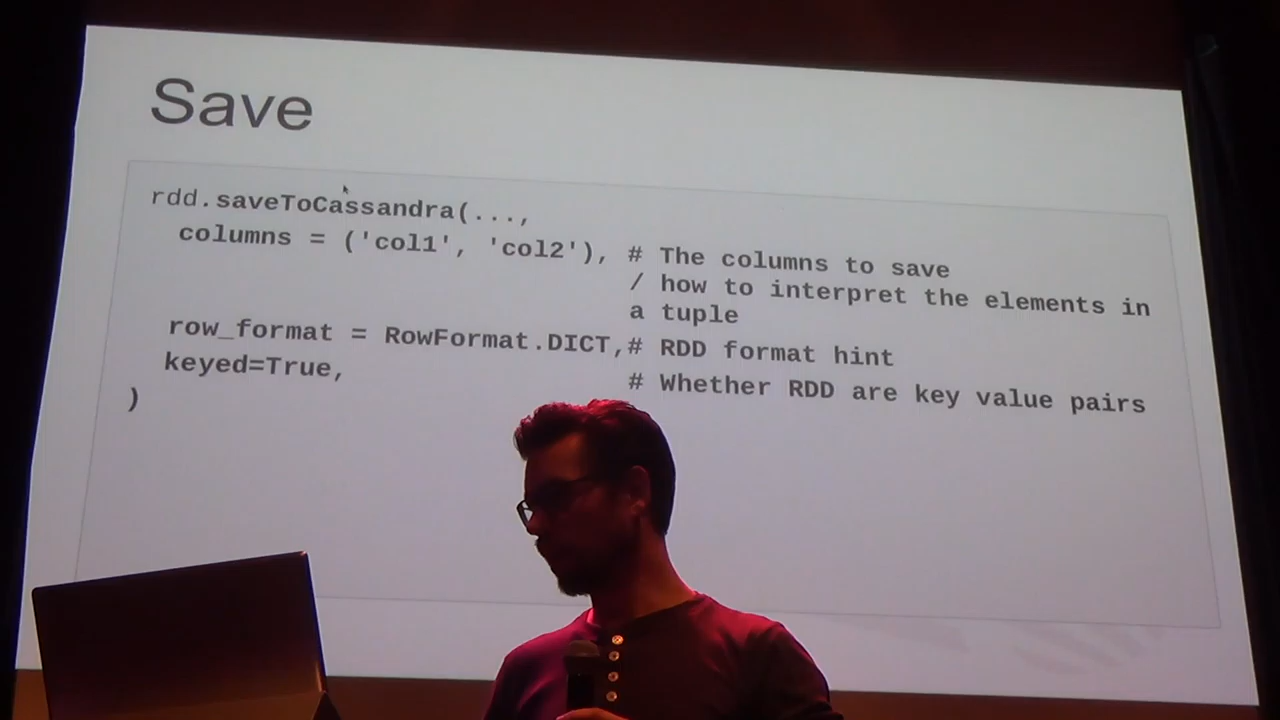 Save
rdd.saveToCassandra(...,
columns = ('col1', 'col2'), # The columns to save
/ how to interpret the elements in
a tuple
row_format = RowFormat.DICT,# RDD format hint
keyed=True, # Whether RDD are key value pairs
)